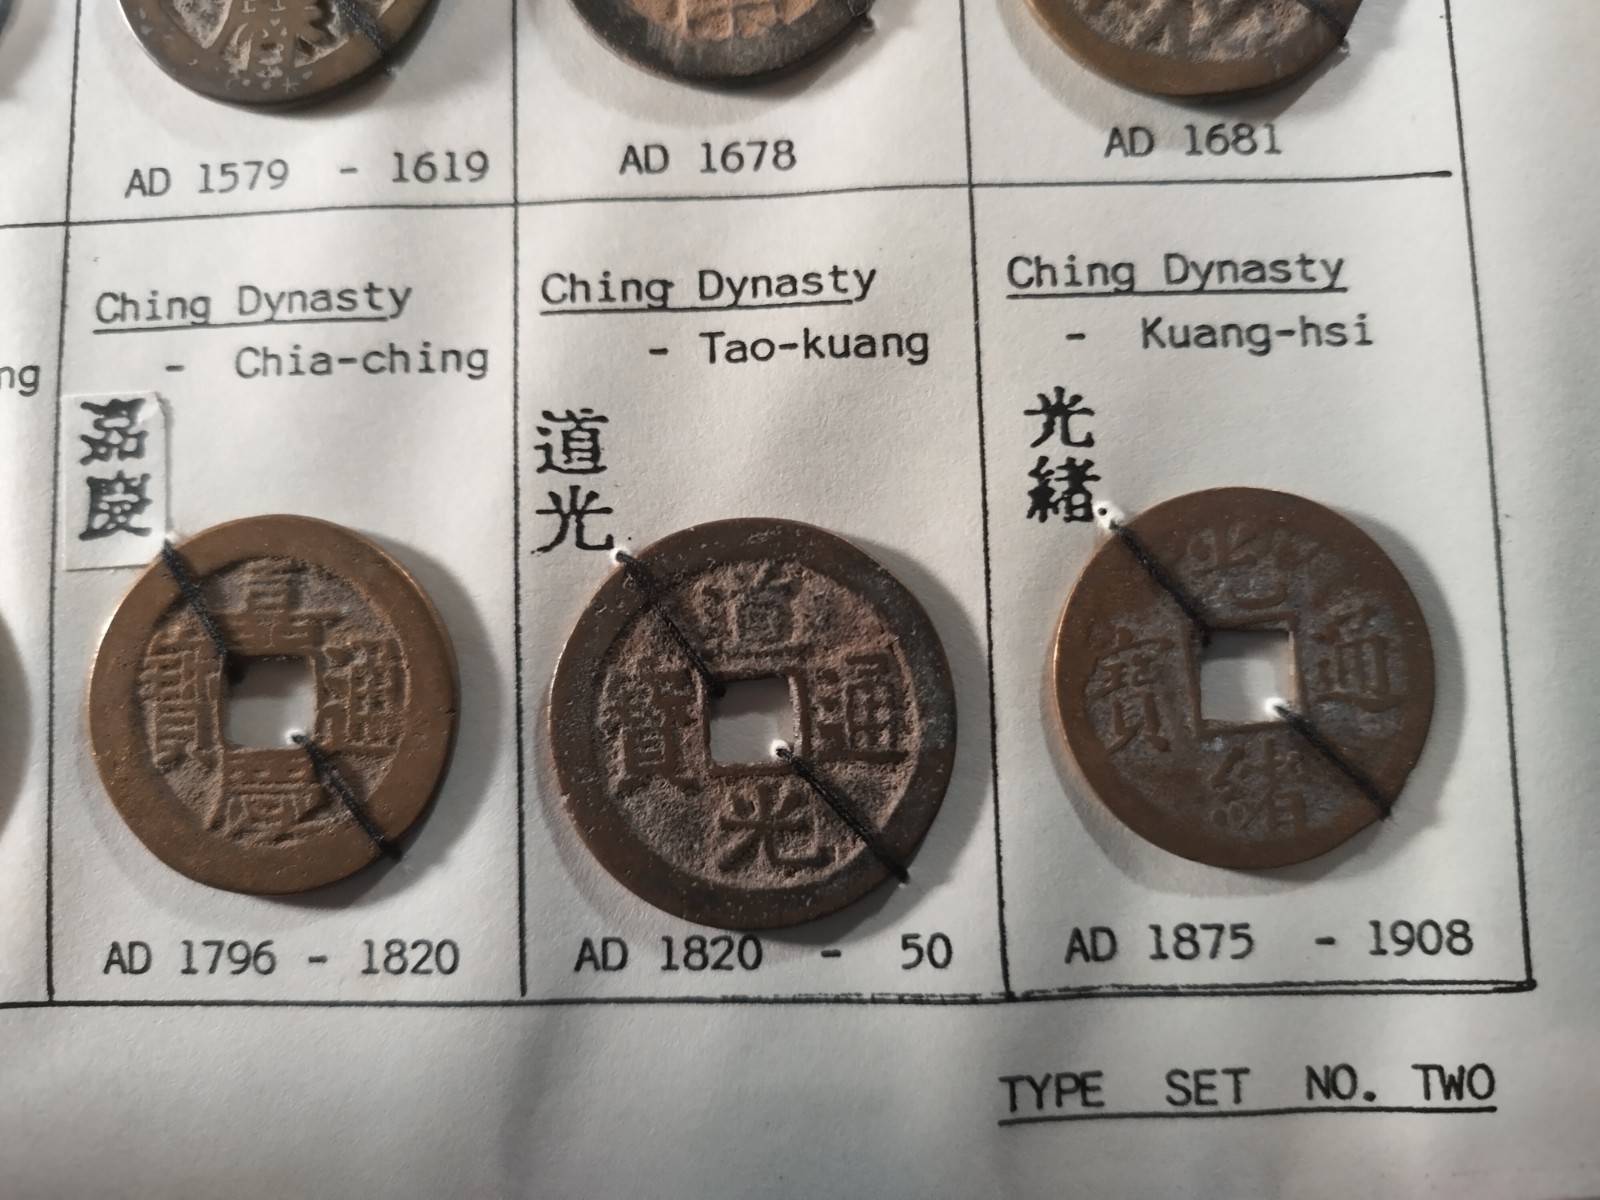 AD 1579 - 1619
AD 1678
AD 1681
ng
Ching Dynasty
- Chia-ching
嘉慶
嘉慶通寶
AD 1796 - 1820
Ching Dynasty
- Tao-kuang
道光
道光通寶
AD 1820 - 50
Ching Dynasty
- Kuang-hsi
光緒
光緒通寶
AD 1875 - 1908
TYPE SET NO. TWO